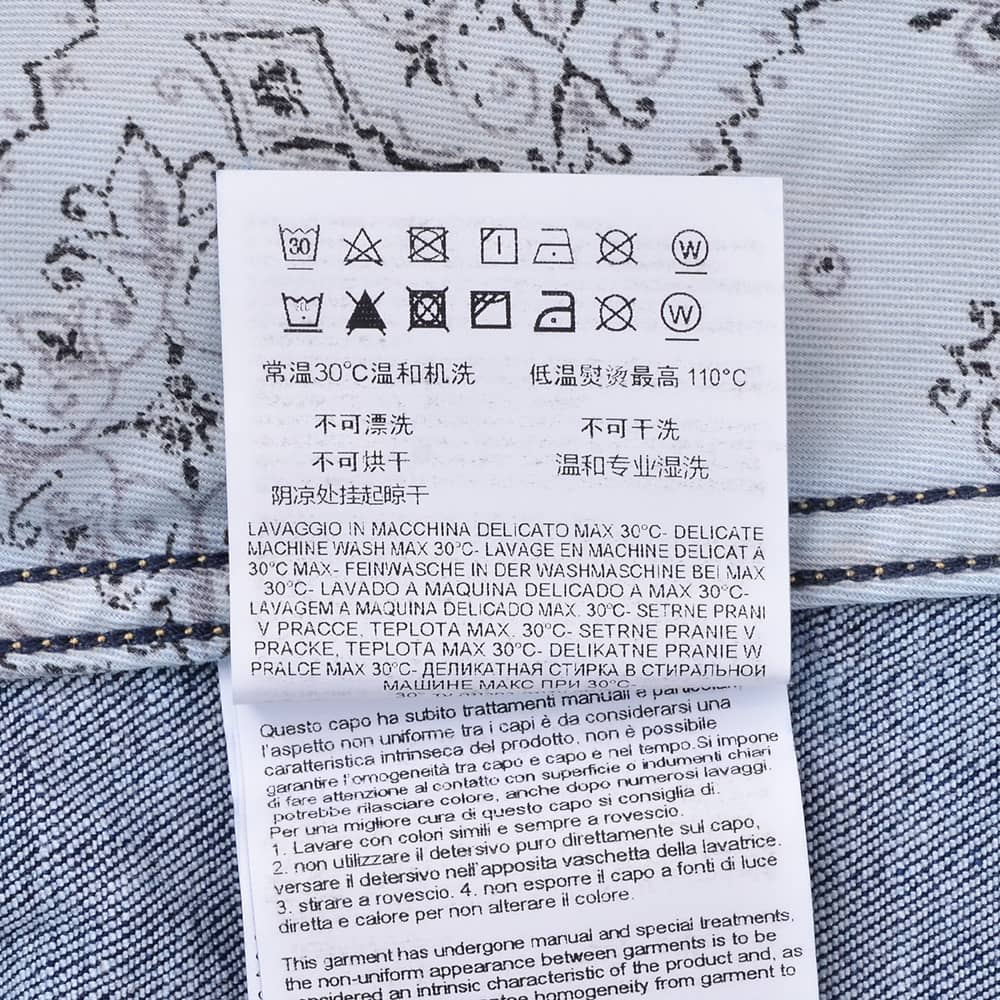 30 W
30 W
常温30°C温和机洗 低温熨烫最高 110°C
不可漂洗 不可干洗
不可烘干 温和专业湿洗
阴凉处挂起晾干
LAVAGGIO IN MACCHINA DELICATO MAX 30°C- DELICATE
MACHINE WASH MAX 30°C- LAVAGE EN MACHINE DELICAT A
30°C MAX- FEINWASCHE IN DER WASHMASCHINE BEI MAX
30°C- LAVADO A MAQUINA DELICADO A MAX 30°C-
LAVAGEM A MAQUINA DELICADO MAX. 30°C- SETRNE PRANI
V PRACCE, TEPLOTA MAX. 30°C- SETRNE PRANIE V
PRACKE, TEPLOTA MAX 30°C- DELIKATNE PRANIE W
PRALCE MAX 30°C- ДЕЛИКАТНАЯ СТИРКА В СТИРАЛЬНОЙ
МАШИНЕ МАКС ПРИ 30°C-
Questo capo ha subito trattamenti manuali e particolari,
l'aspetto non uniforme tra i capi è da considerarsi una
caratteristica intrinseca del prodotto, non è possibile
garantire l'omogeneità tra capo e capo e nel tempo.Si impone
di fare attenzione al contatto con superficie o indumenti chiari
potrebbe rilasciare colore, anche dopo numerosi lavaggi.
Per una migliore cura di questo capo si consiglia di.
1. Lavare con colori simili e sempre a rovescio.
2. non utilizzare il detersivo puro direttamente sul capo,
versare il detersivo nell'apposita vaschetta della lavatrice.
3. stirare a rovescio. 4. non esporre il capo a fonti di luce
diretta e calore per non alterare il colore.
This garment has undergone manual and special treatments,
the non-uniform appearance between garments is to be
considered an intrinsic characteristic of the product and, as
homogeneity from garment to